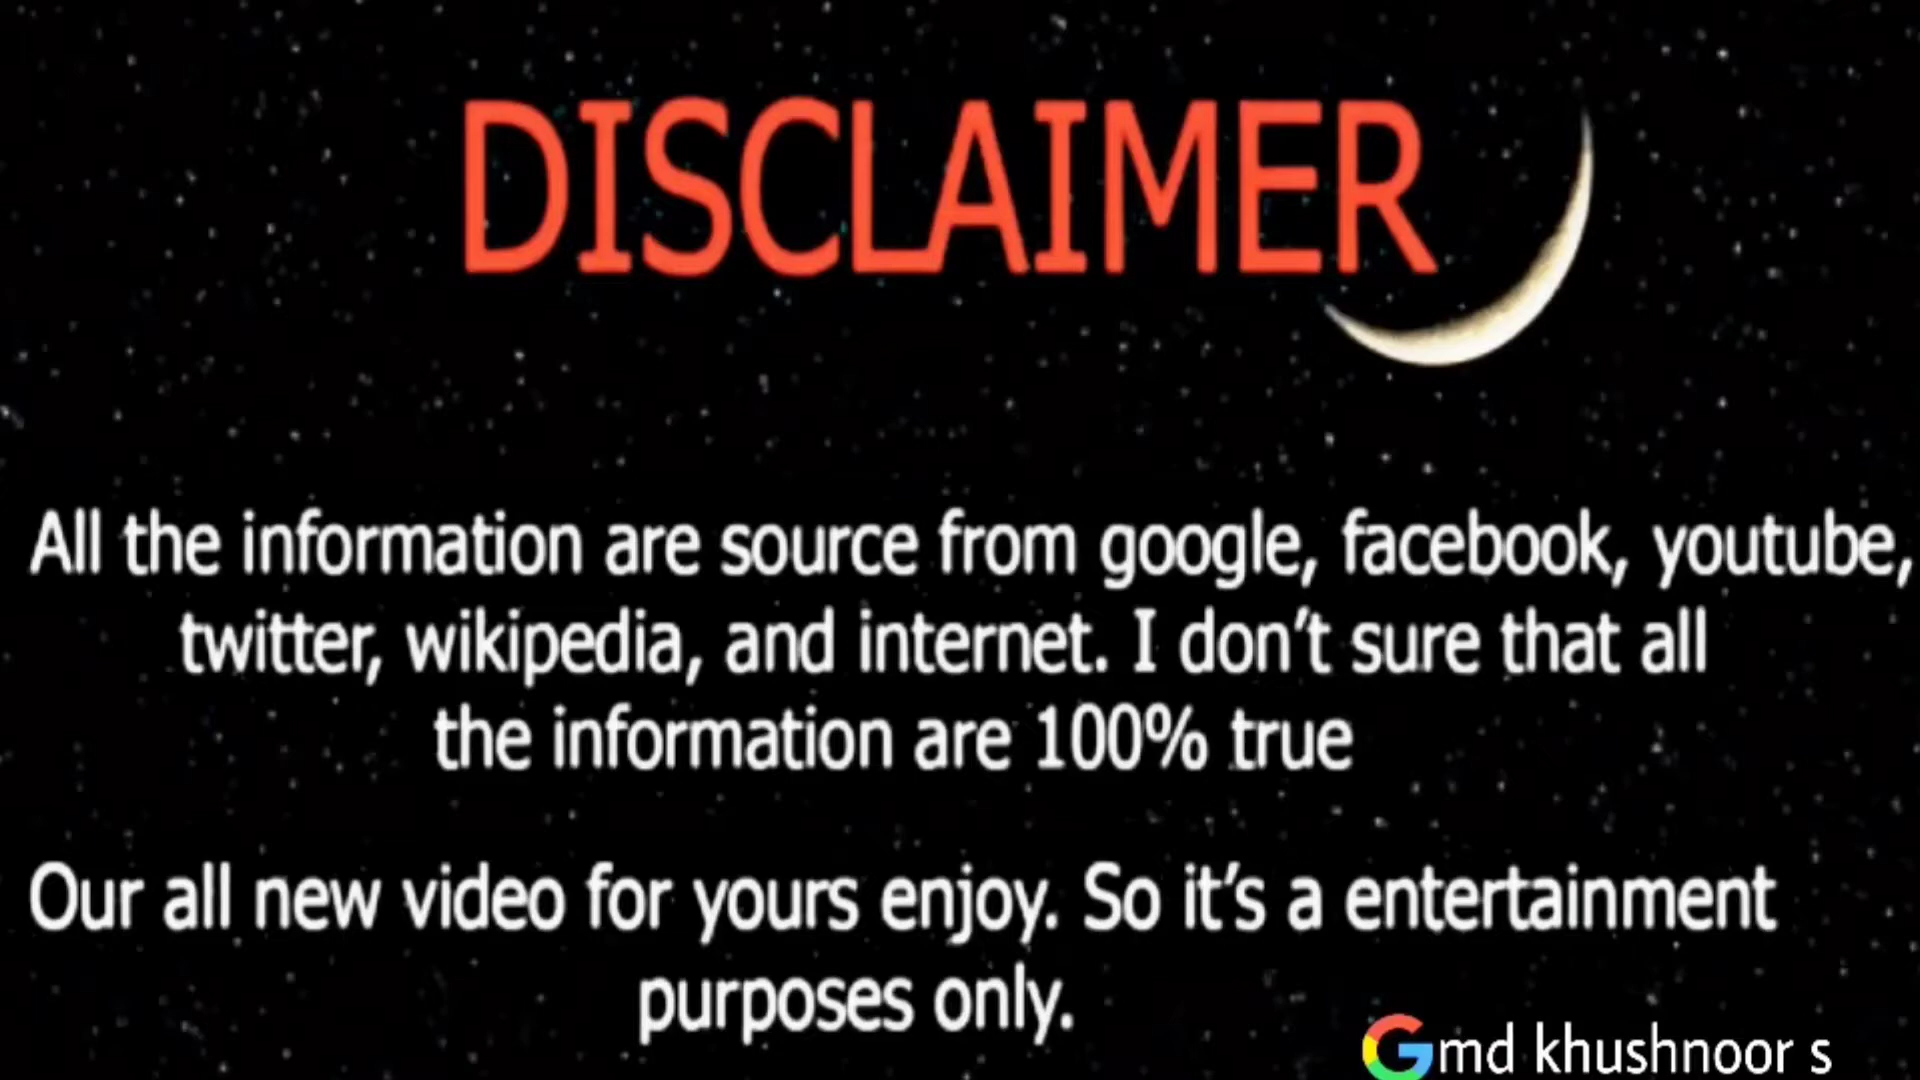 DISCLAIMER
All the information are source from google, facebook, youtube,
twitter, wikipedia, and internet. I don't sure that all
the information are 100% true
Our all new video for yours enjoy. So it's a entertainment
purposes only.
Gmd khushnoor s